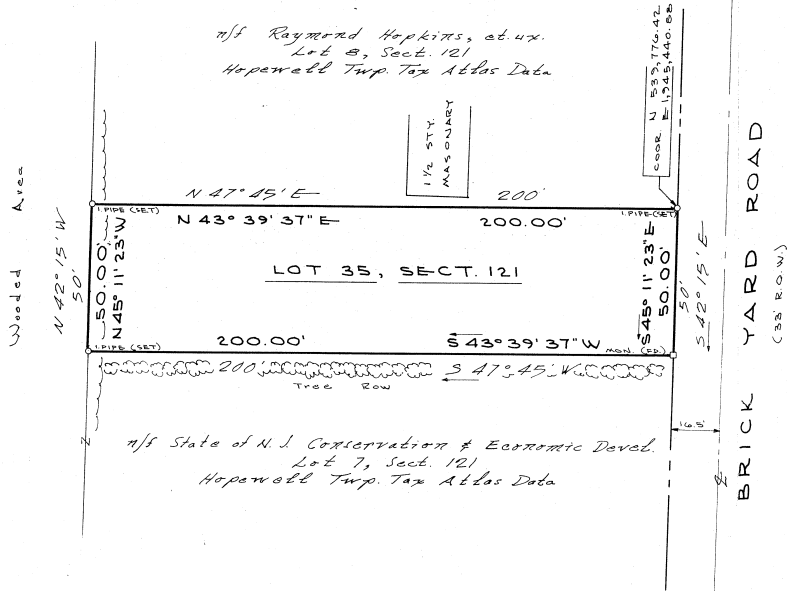 n/f Raymond Hopkins, et.ux.
Lot 8, Sect. 121
Hopewell Twp. Tax Atlas Data
COOR. N 539,776.42
E 1,945,440.68
1 1/2 STY.
MASONARY
Wooded Area
N 47° 45' E
200'
I. PIPE (SET)
I. PIPE (SET)
N 43° 39' 37" E
200.00'
N 42° 15' W
50'
50.00'
N 45° 11' 23" W
LOT 35, SECT. 121
S 45° 11' 23" E
50.00'
50'
S 42° 15' E
BRICK YARD ROAD
(33' R.O.W.)
200.00'
S 43° 39' 37" W
I. PIPE (SET)
MON. (FD.)
200'
S 47° 45' W
Tree Row
16.5'
n/f State of N.J. Conservation & Economic Devel.
Lot 7, Sect. 121
Hopewell Twp. Tax Atlas Data